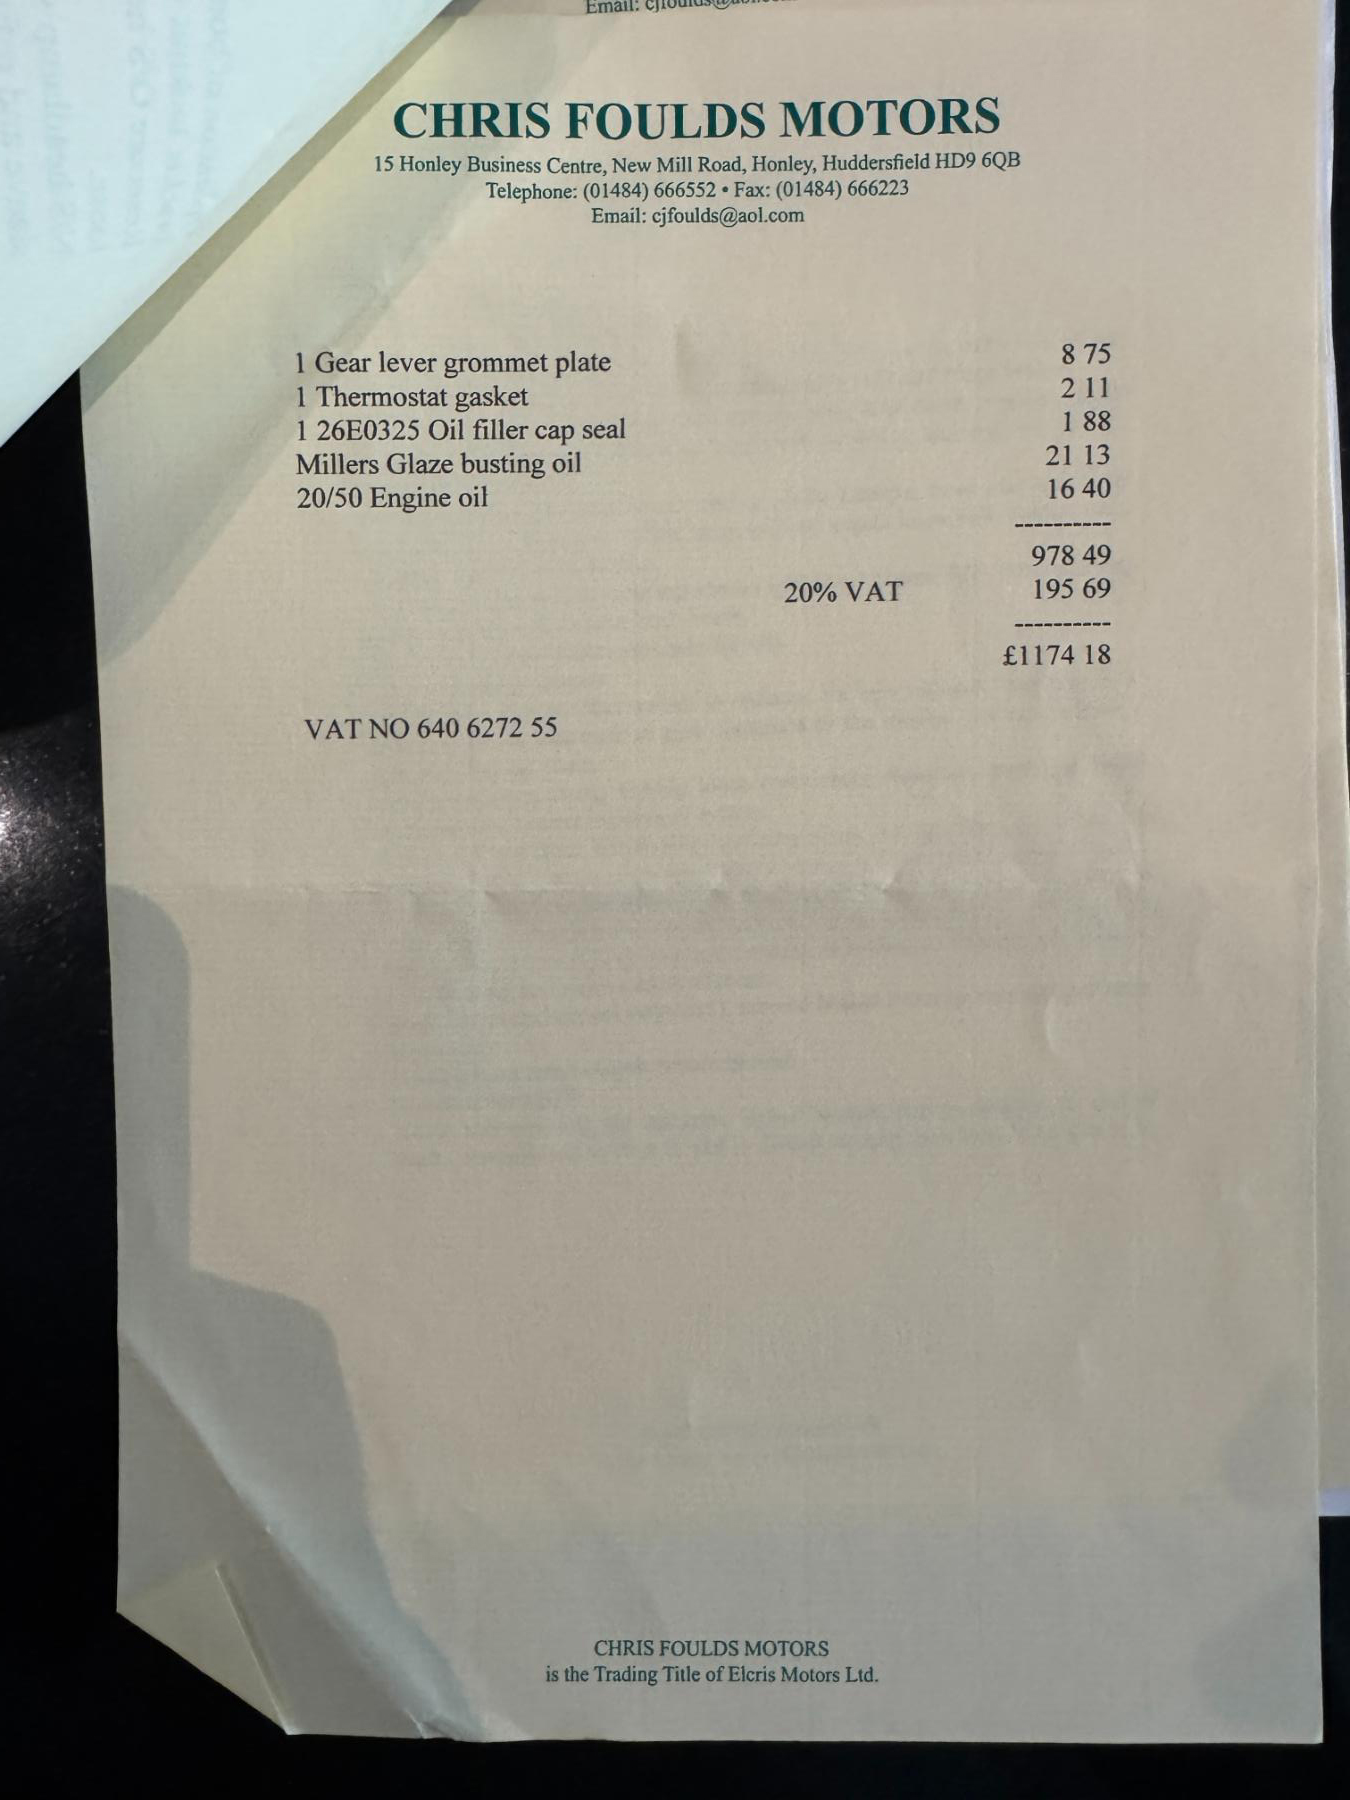 Email: cjfoulds@aol.com
CHRIS FOULDS MOTORS
15 Honley Business Centre, New Mill Road, Honley, Huddersfield HD9 6QB
Telephone: (01484) 666552 • Fax: (01484) 666223
Email: cjfoulds@aol.com
1 Gear lever grommet plate 8 75
1 Thermostat gasket 2 11
1 26E0325 Oil filler cap seal 1 88
Millers Glaze busting oil 21 13
20/50 Engine oil 16 40
----------
978 49
20% VAT 195 69
----------
£1174 18
VAT NO 640 6272 55
CHRIS FOULDS MOTORS
is the Trading Title of Elcris Motors Ltd.